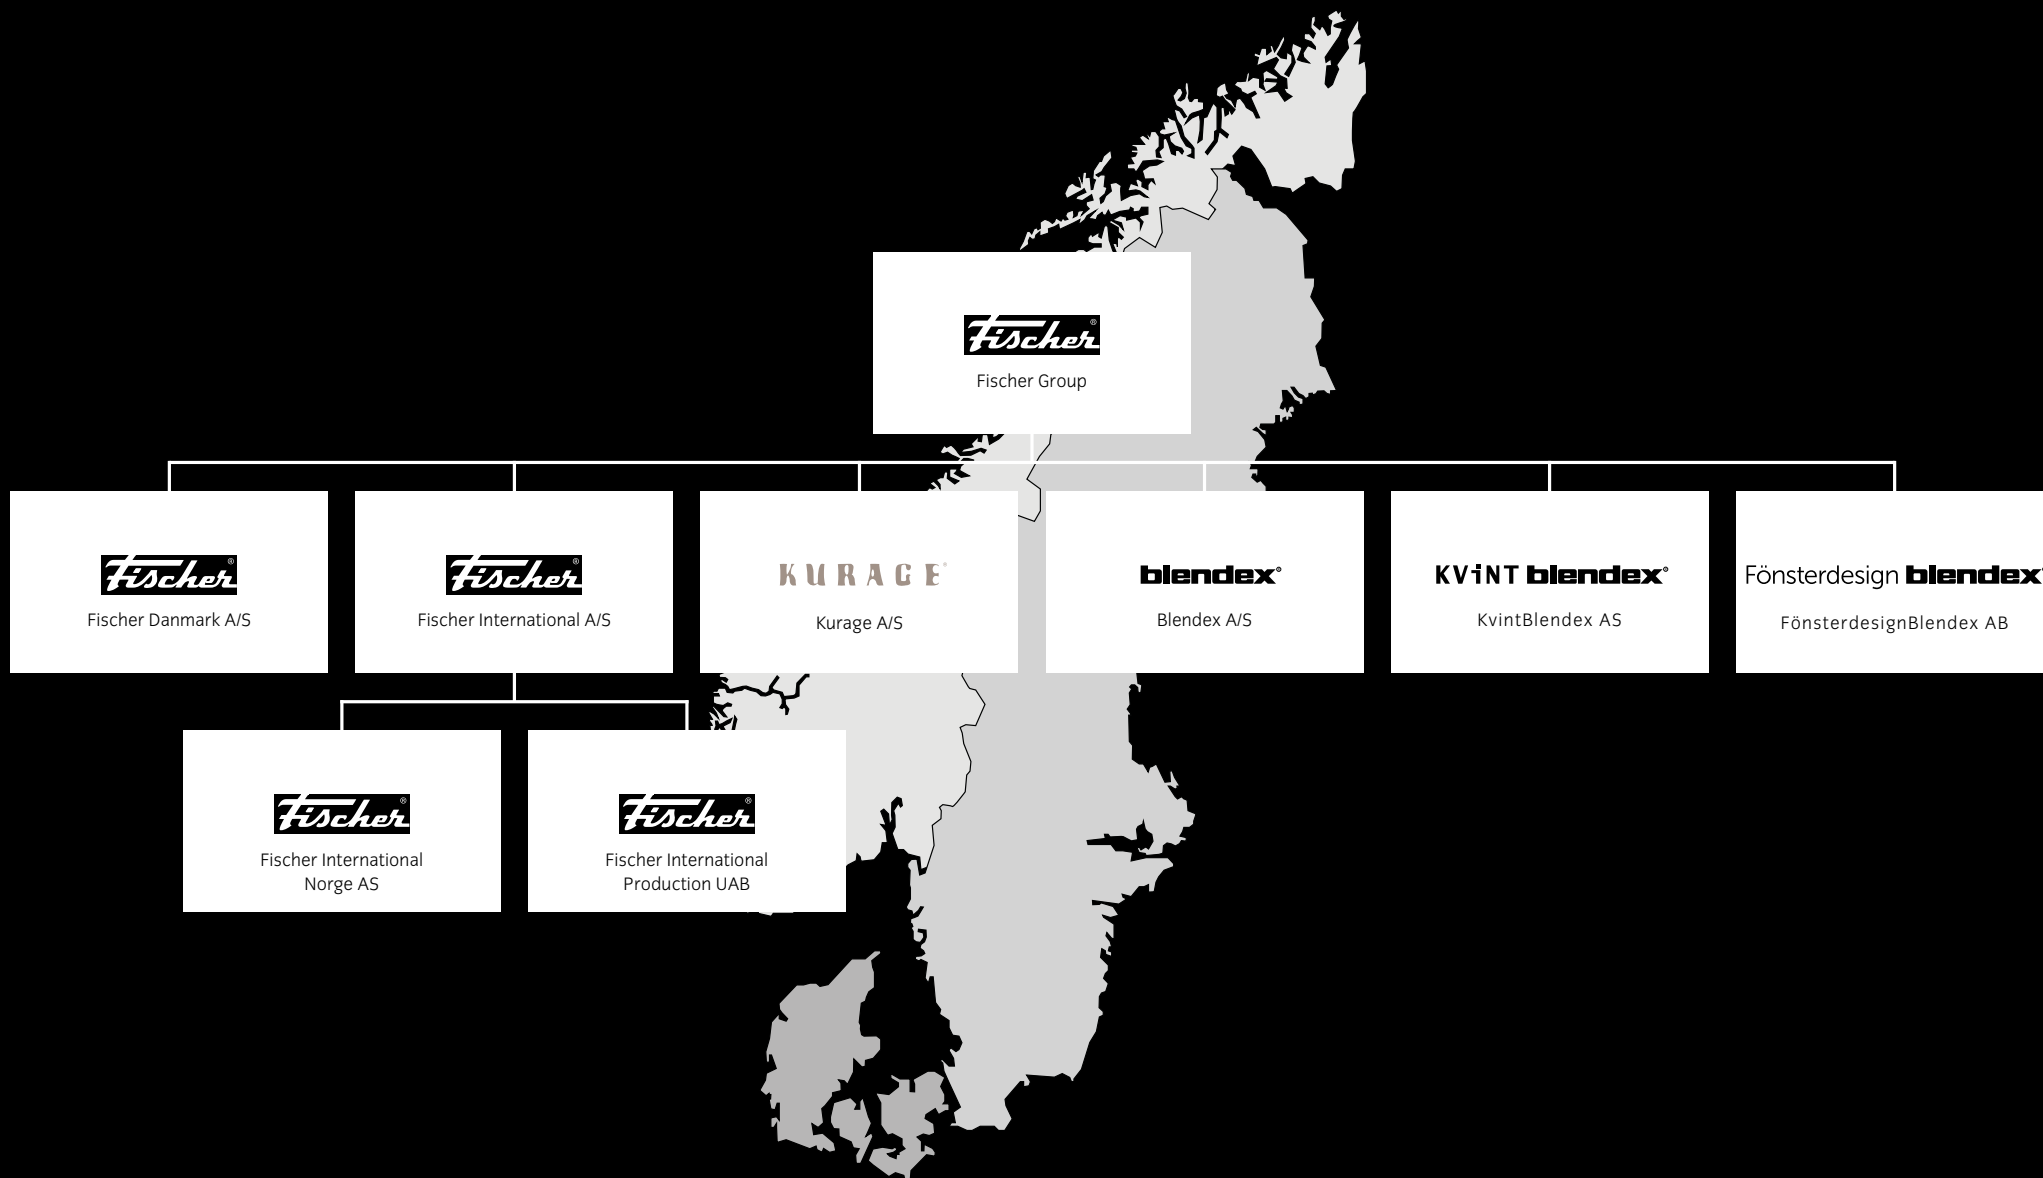 Fischer®
Fischer Group
Fischer®
Fischer Danmark A/S
Fischer®
Fischer International A/S
KURAGE®
Kurage A/S
blendex®
Blendex A/S
KViNT blendex®
KvintBlendex AS
Fönsterdesign blendex®
FönsterdesignBlendex AB
Fischer®
Fischer International
Norge AS
Fischer®
Fischer International
Production UAB